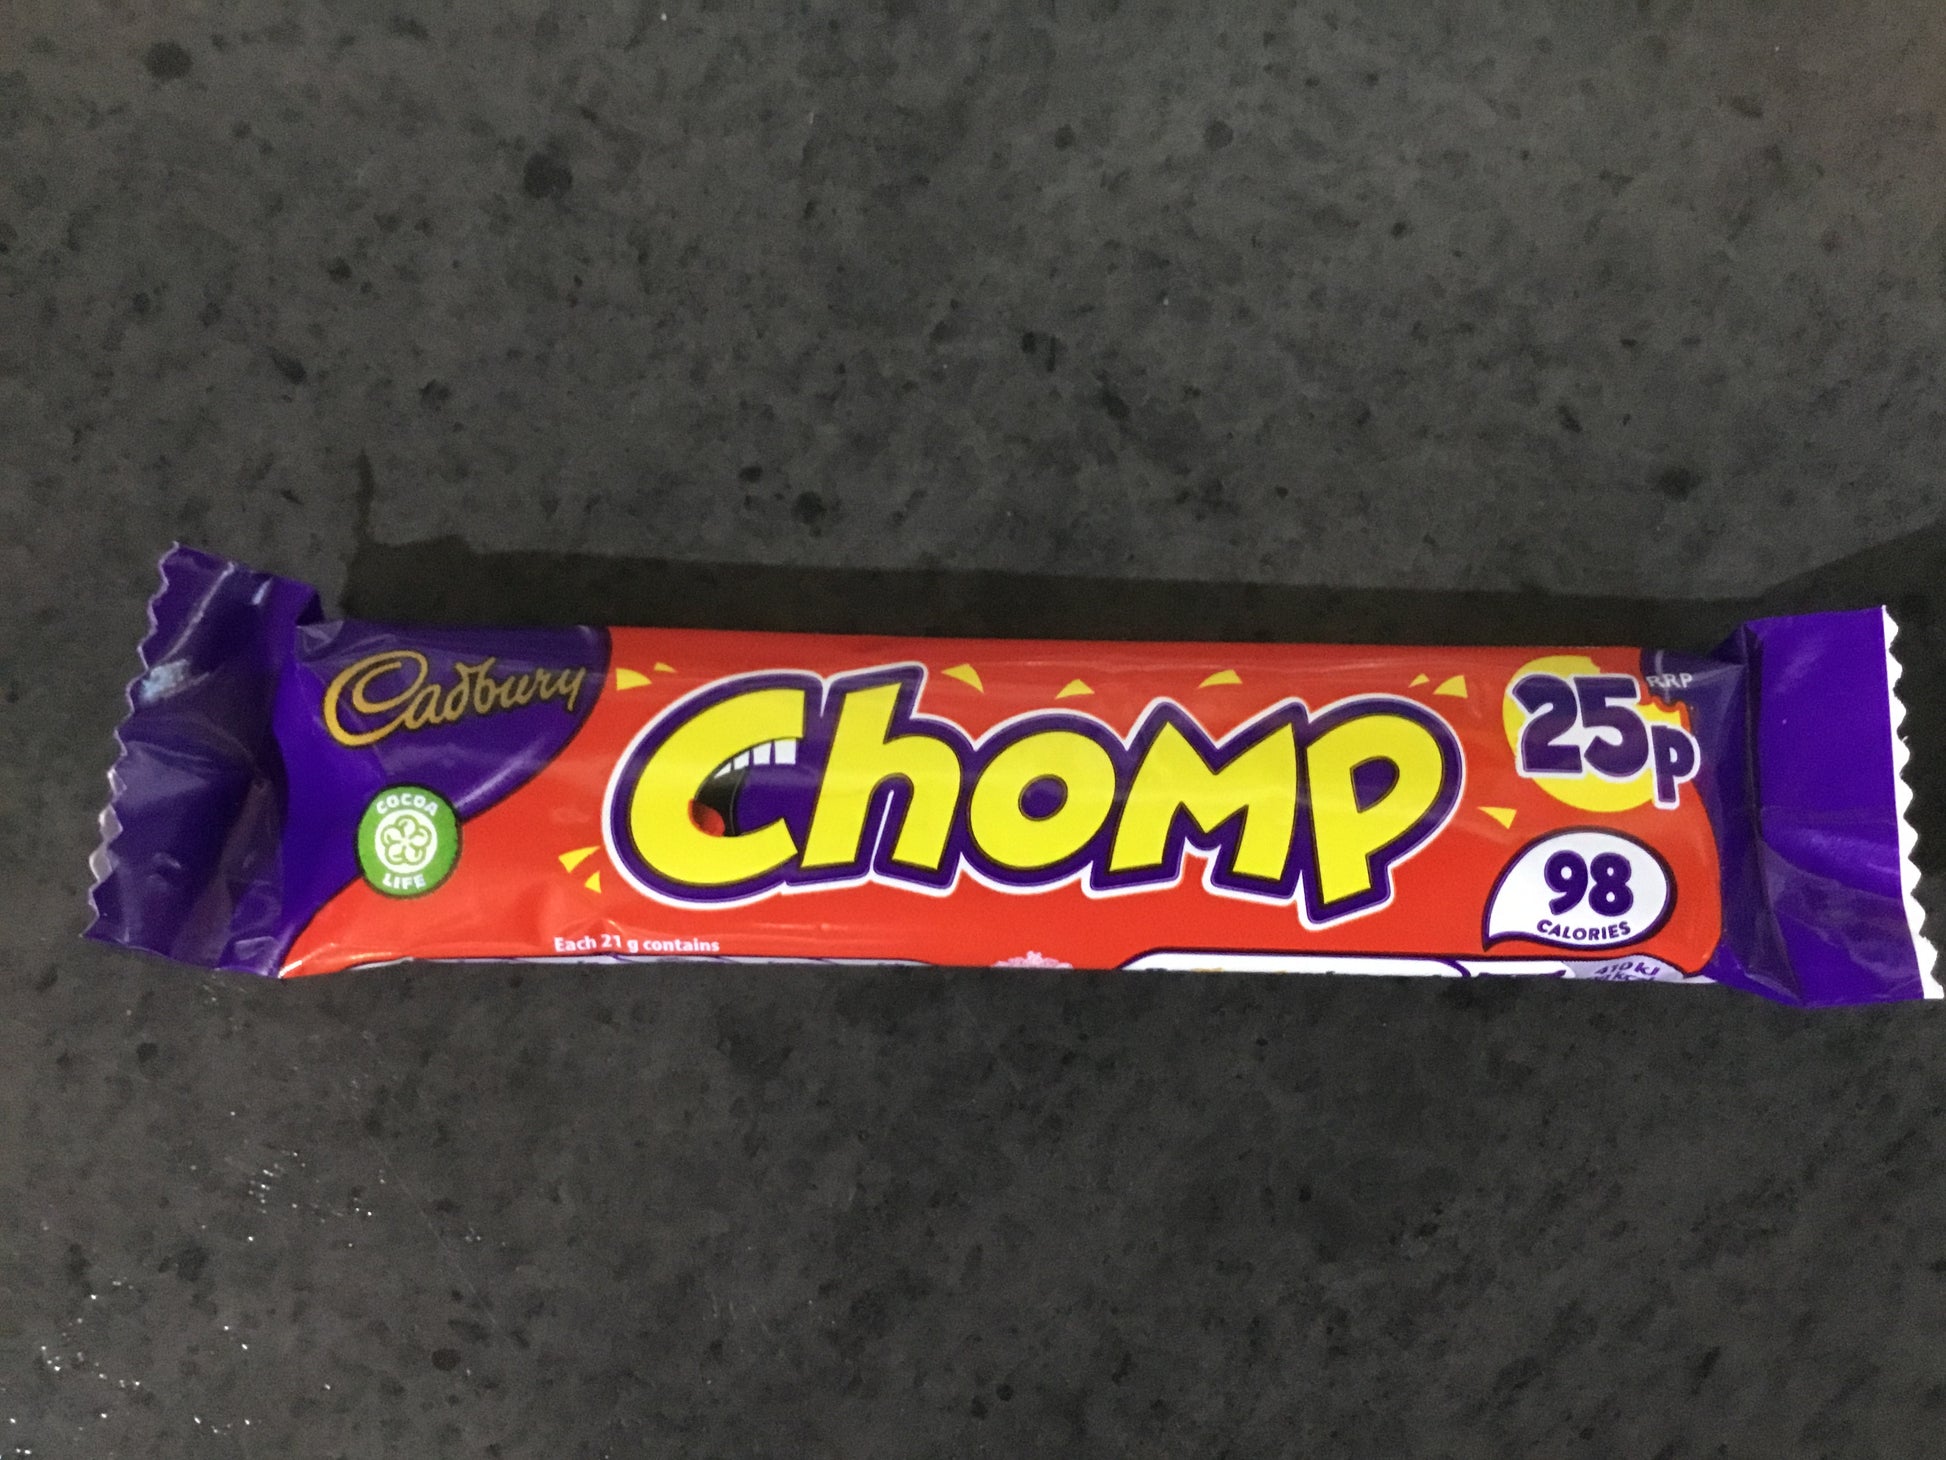 Cadbury
COCOA
LIFE
Chomp
RRP
25p
98
CALORIES
Each 21 g contains